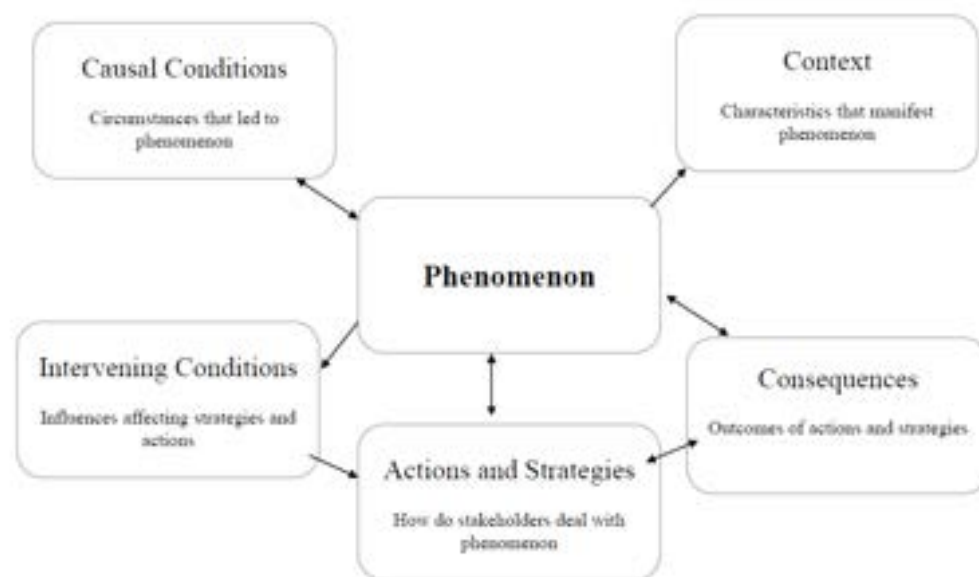 Causal Conditions
Circumstances that led to
phenomenon
Context
Characteristics that manifest
phenomenon
Phenomenon
Intervening Conditions
Influences affecting strategies and
actions
Consequences
Outcomes of actions and strategies
Actions and Strategies
How do stakeholders deal with
phenomenon